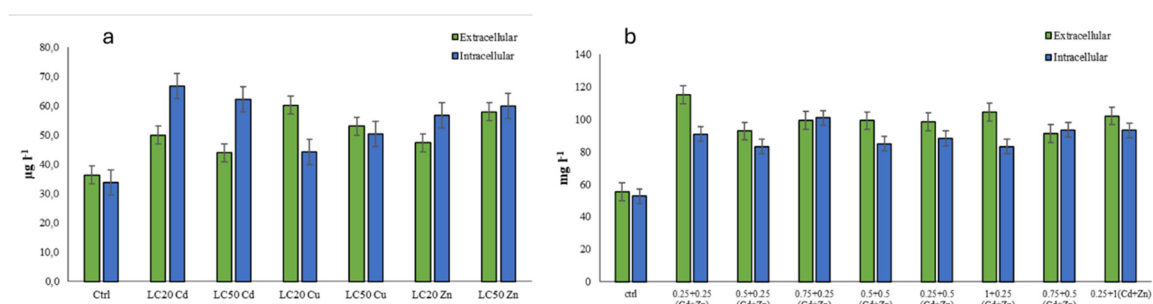 a
Extracellular
Intracellular
80,0
70,0
60,0
50,0
40,0
30,0
20,0
10,0
0,0
µg l-1
Ctrl LC20 Cd LC50 Cd LC20 Cu LC50 Cu LC20 Zn LC50 Zn
b
Extracellular
Intracellular
140
120
100
80
60
40
20
0
mg l-1
ctrl 0.25+0.25 0.5+0.25 0.75+0.25 0.5+0.5 0.25+0.5 1+0.25 0.75+0.5 0.25+1(Cd+Zn)